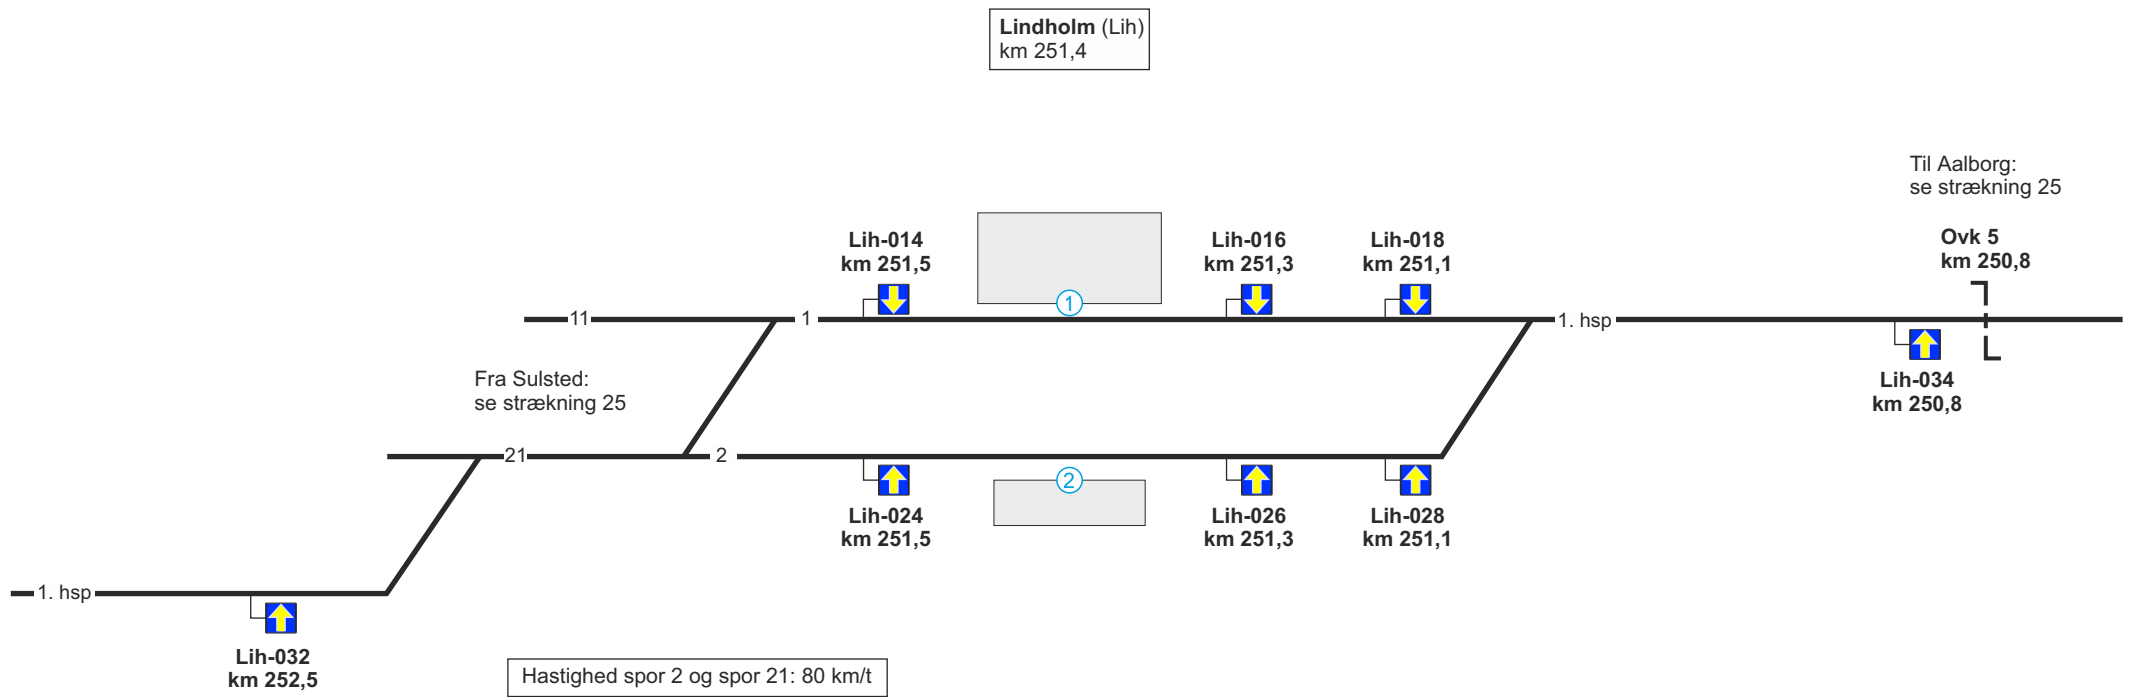 Lindholm (Lih)
km 251,4
Til Aalborg:
se strækning 25
Ovk 5
km 250,8
Lih-014
km 251,5
Lih-016
km 251,3
Lih-018
km 251,1
1
11
1
1. hsp
Lih-034
km 250,8
Fra Sulsted:
se strækning 25
21
2
2
Lih-024
km 251,5
Lih-026
km 251,3
Lih-028
km 251,1
1. hsp
Lih-032
km 252,5
Hastighed spor 2 og spor 21: 80 km/t